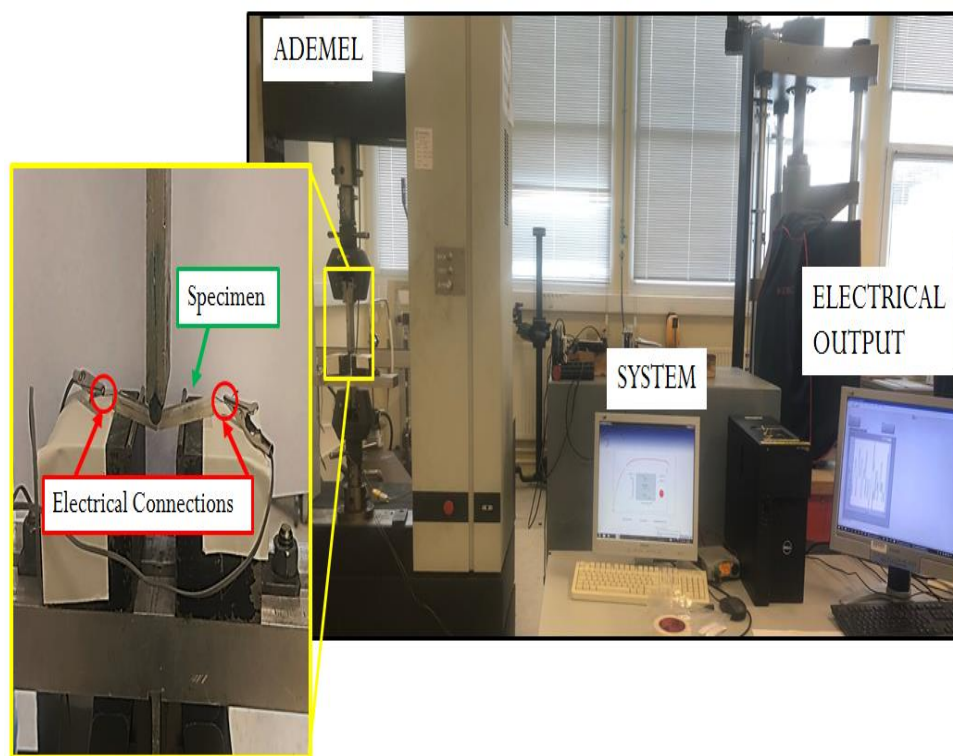 ADEMEL
Specimen
Electrical Connections
SYSTEM
ELECTRICAL
OUTPUT